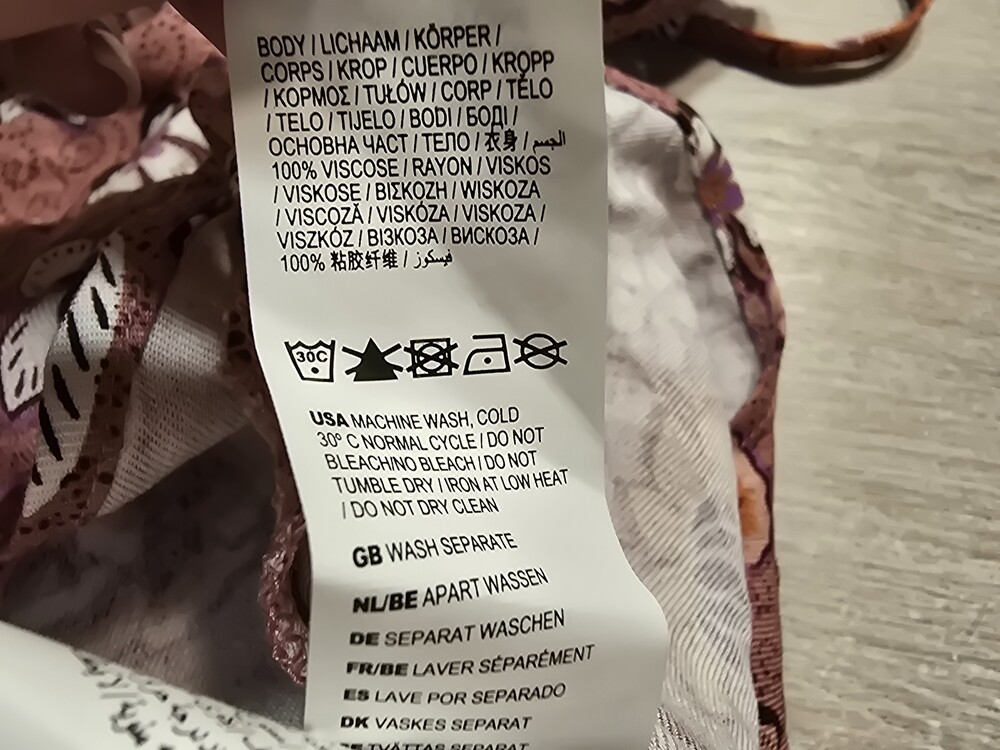 BODY / LICHAAM / KÖRPER /
CORPS / KROP / CUERPO / KROPP
/ ΚΟΡΜΟΣ / TUŁÓW / CORP / TĚLO
/ TELO / TIJELO / BODI / БОДІ /
ОСНОВНА ЧАСТ / ТЕЛО / 衣身 / الجسم
100% VISCOSE / RAYON / VISKOS
/ VISKOSE / ΒΙΣΚΟΖΗ / WISKOZA
/ VISCOZĂ / VISKÓZA / VISKOZA /
VISZKÓZ / ВІЗКОЗА / ВИСКОЗА /
100% 粘胶纤维 / فيسكوز
30C
USA MACHINE WASH, COLD
30° C NORMAL CYCLE / DO NOT
BLEACHINO BLEACH / DO NOT
TUMBLE DRY / IRON AT LOW HEAT
/ DO NOT DRY CLEAN
GB WASH SEPARATE
NL/BE APART WASSEN
DE SEPARAT WASCHEN
FR/BE LAVER SÉPARÉMENT
ES LAVE POR SEPARADO
DK VASKES SEPARAT
TVÄTTAS SEPARAT